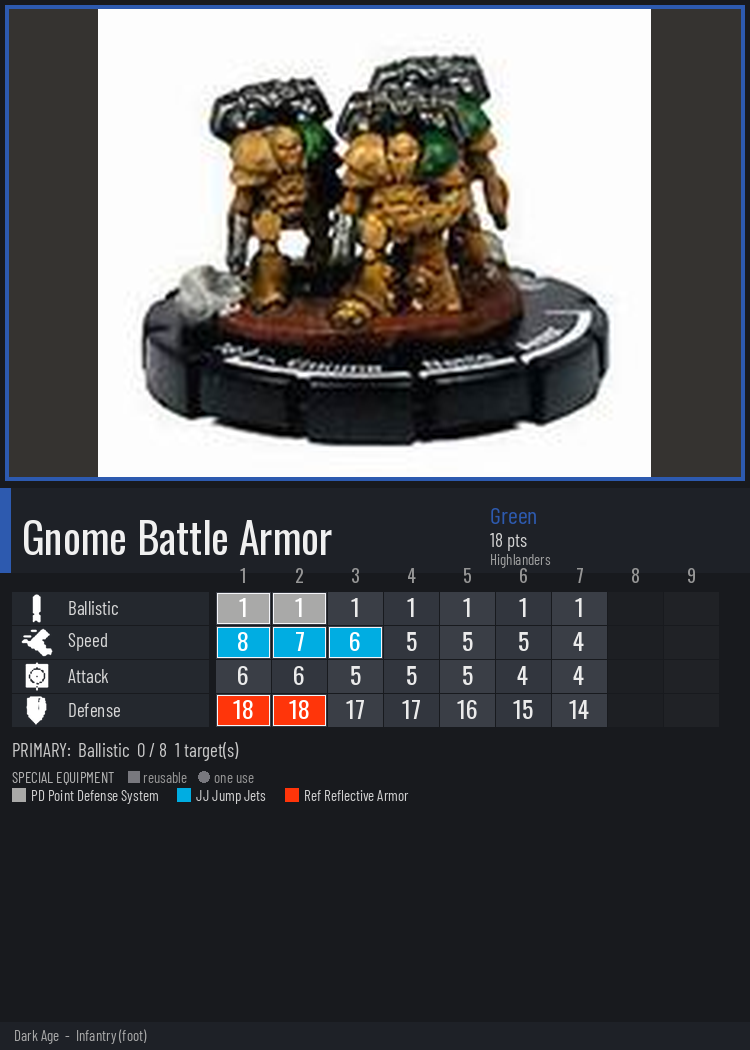 Gnome Battle Armor
Green
18 pts
Highlanders
1 2 3 4 5 6 7 8 9
Ballistic 1 1 1 1 1 1 1
Speed 8 7 6 5 5 5 4
Attack 6 6 5 5 5 4 4
Defense 18 18 17 17 16 15 14
PRIMARY: Ballistic 0 / 8 1 target(s)
SPECIAL EQUIPMENT reusable one use
PD Point Defense System JJ Jump Jets Ref Reflective Armor
Dark Age - Infantry (foot)